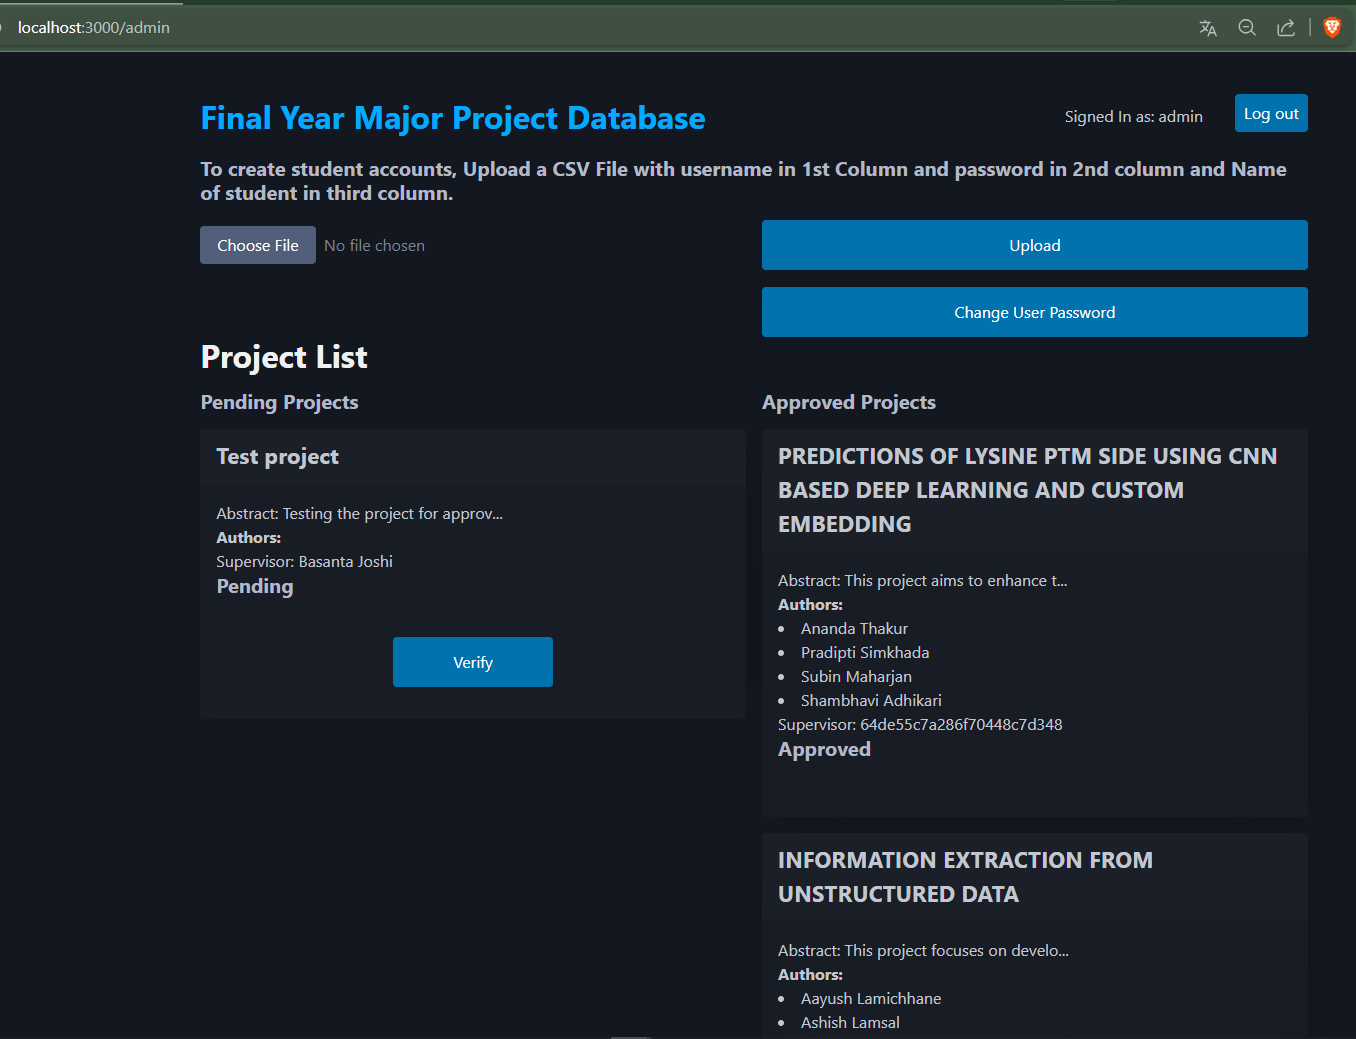 localhost:3000/admin
Final Year Major Project Database
Signed In as: admin
Log out
To create student accounts, Upload a CSV File with username in 1st Column and password in 2nd column and Name
of student in third column.
Choose File No file chosen
Upload
Change User Password
Project List
Pending Projects
Test project
Abstract: Testing the project for approv...
Authors:
Supervisor: Basanta Joshi
Pending
Verify
Approved Projects
PREDICTIONS OF LYSINE PTM SIDE USING CNN
BASED DEEP LEARNING AND CUSTOM
EMBEDDING
Abstract: This project aims to enhance t...
Authors:
• Ananda Thakur
• Pradipti Simkhada
• Subin Maharjan
• Shambhavi Adhikari
Supervisor: 64de55c7a286f70448c7d348
Approved
INFORMATION EXTRACTION FROM
UNSTRUCTURED DATA
Abstract: This project focuses on develo...
Authors:
• Aayush Lamichhane
• Ashish Lamsal